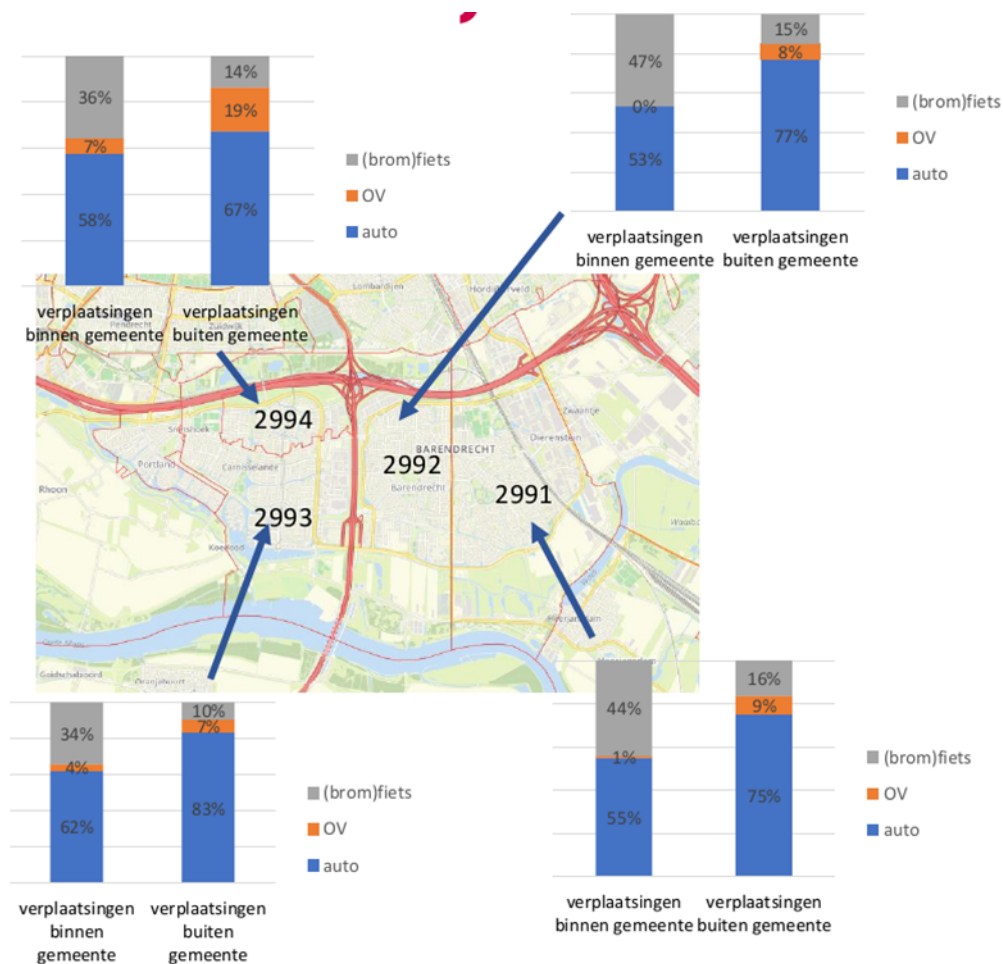 14%
36%
19%
7%
58%
67%
(brom)fiets
OV
auto
verplaatsingen
binnen gemeente
verplaatsingen
buiten gemeente
15%
47%
8%
0%
77%
53%
(brom)fiets
OV
auto
verplaatsingen
binnen gemeente
verplaatsingen
buiten gemeente
Lombardijen
Pendrecht
Zuidwijk
2994
Smitshoek
Zwaantje
Dierenstein
BARENDRECHT
Portland
Carnisselande
2992
Barendrecht
Rhoon
2991
2993
Koedood
Oude Maas
Heerjansdam
Goidschalxoord
10%
34%
7%
4%
83%
62%
(brom)fiets
OV
auto
verplaatsingen
binnen
gemeente
verplaatsingen
buiten
gemeente
16%
44%
9%
1%
75%
55%
(brom)fiets
OV
auto
verplaatsingen
binnen gemeente
verplaatsingen
buiten gemeente